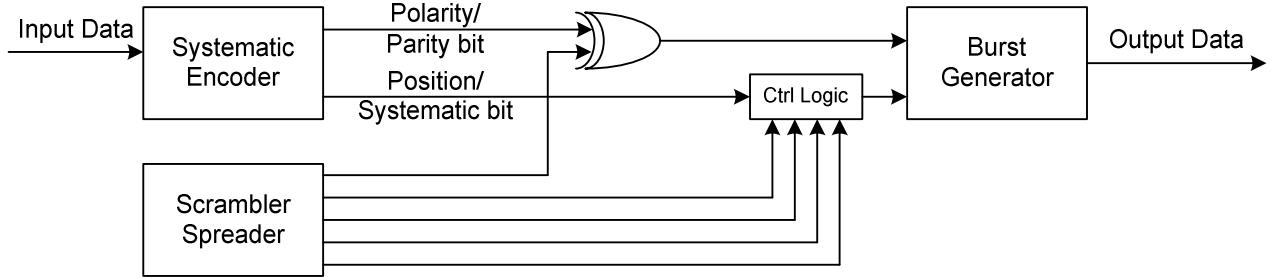 Input Data
Systematic
Encoder
Polarity/
Parity bit
Position/
Systematic bit
Ctrl Logic
Burst
Generator
Output Data
Scrambler
Spreader